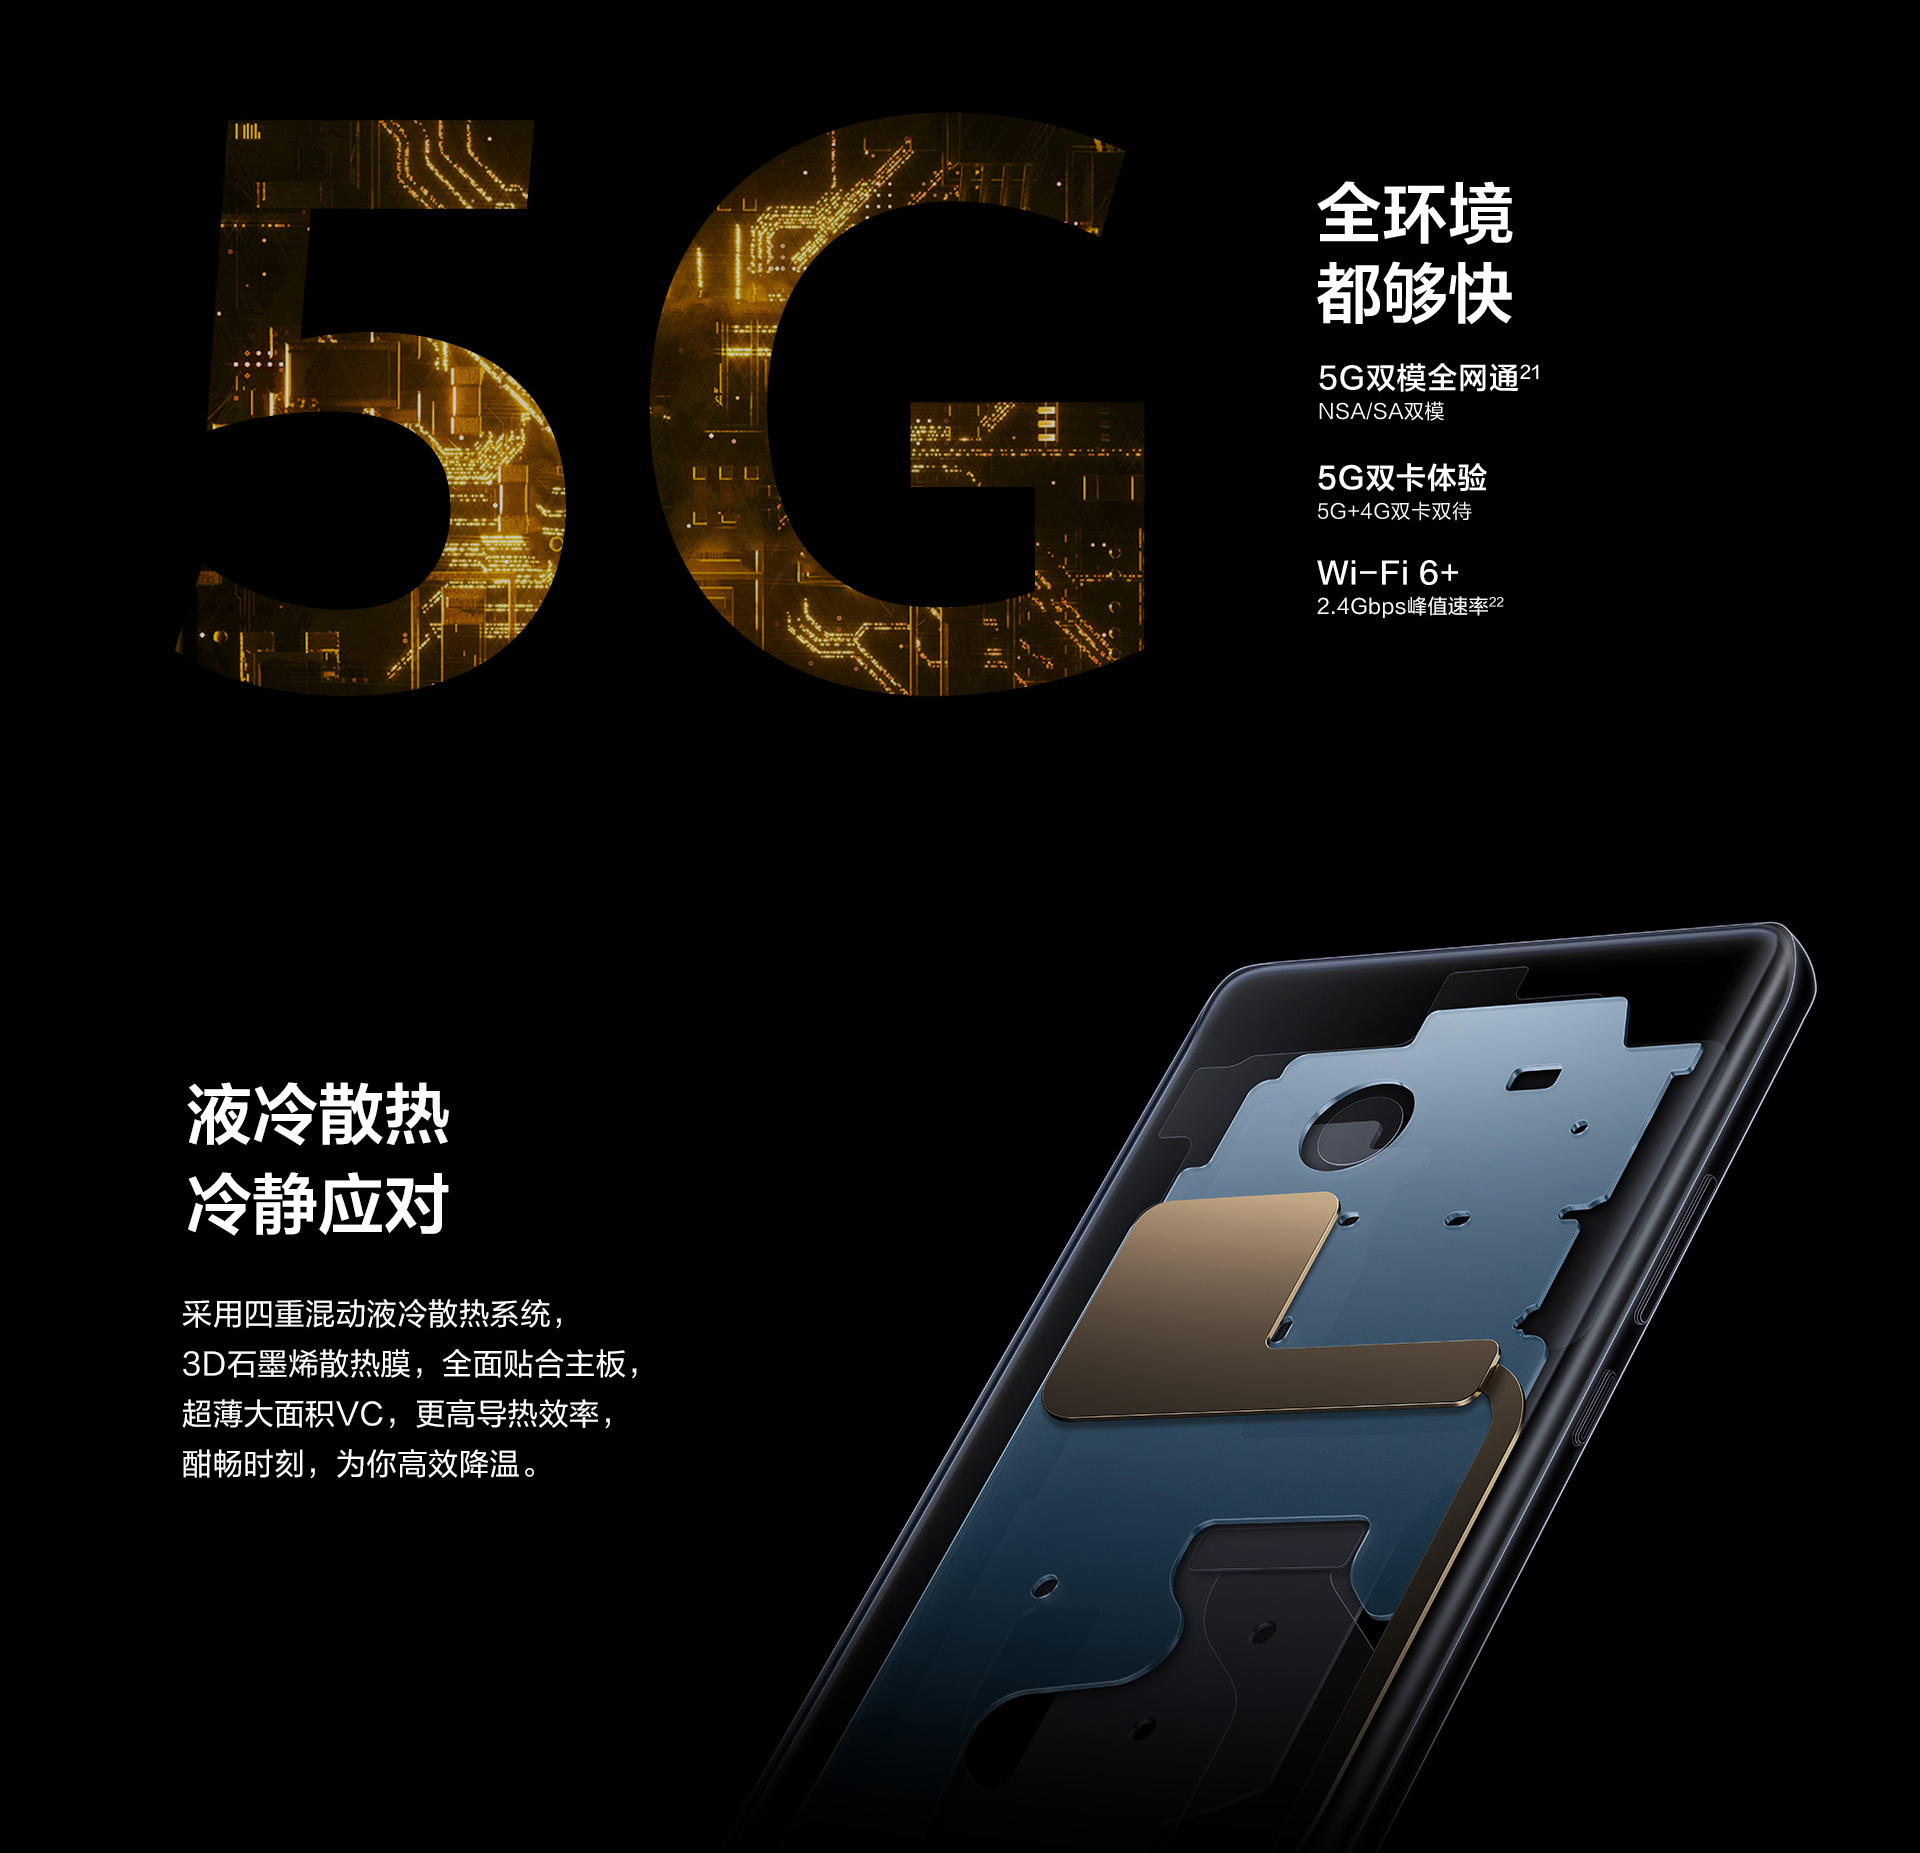 5G
全环境
都够快
5G双模全网通21
NSA/SA双模
5G双卡体验
5G+4G双卡双待
Wi-Fi 6+
2.4Gbps峰值速率22
液冷散热
冷静应对
采用四重混动液冷散热系统，
3D石墨烯散热膜，全面贴合主板，
超薄大面积VC，更高导热效率，
酣畅时刻，为你高效降温。